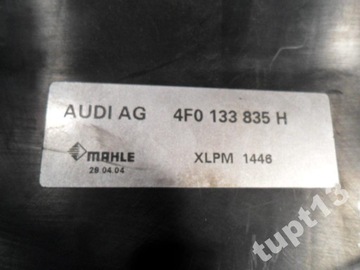 AUDI AG 4F0 133 835 H
MAHLE XLPM 1446
29.04.04
tupt13